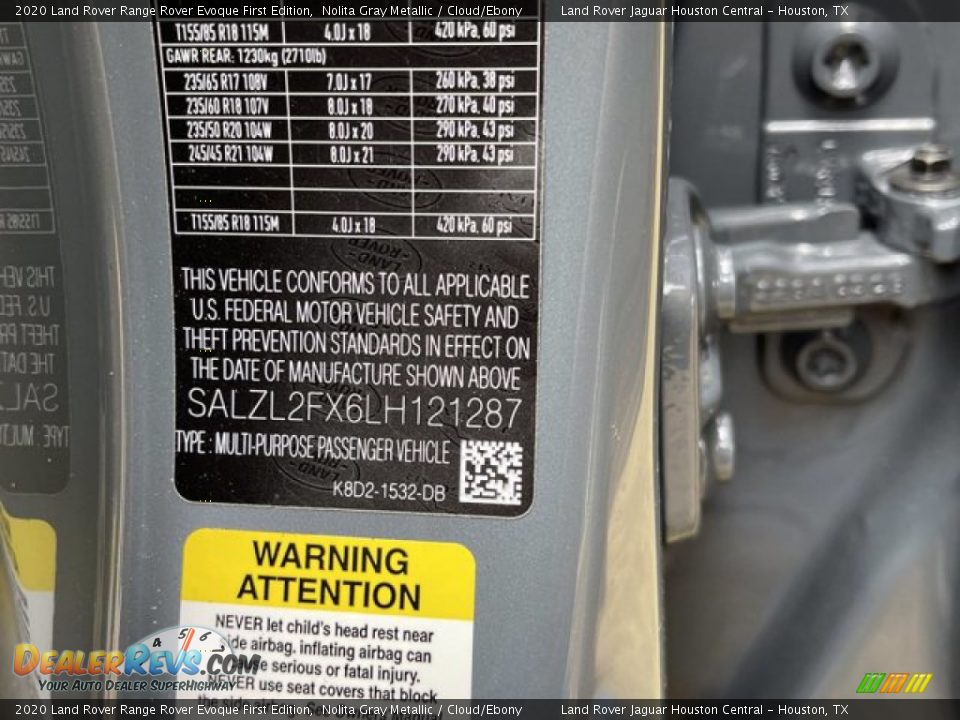 2020 Land Rover Range Rover Evoque First Edition, Nolita Gray Metallic / Cloud/Ebony Land Rover Jaguar Houston Central - Houston, TX
T155/85 R18 115M 4.0J x 18 420 kPa, 60 psi
GAWR REAR: 1230kg (2710lb)
235/65 R17 108V 7.0J x 17 260 kPa, 38 psi
235/60 R18 107V 8.0J x 18 270 kPa, 40 psi
235/50 R20 104W 8.0J x 20 290 kPa, 43 psi
245/45 R21 104W 8.0J x 21 290 kPa, 43 psi
T155/85 R18 115M 4.0J x 18 420 kPa, 60 psi
THIS VEHICLE CONFORMS TO ALL APPLICABLE
U.S. FEDERAL MOTOR VEHICLE SAFETY AND
THEFT PREVENTION STANDARDS IN EFFECT ON
THE DATE OF MANUFACTURE SHOWN ABOVE
SALZL2FX6LH121287
TYPE : MULTI-PURPOSE PASSENGER VEHICLE
K8D2-1532-DB
WARNING
ATTENTION
NEVER let child's head rest near
side airbag, inflating airbag can
serious or fatal injury.
NEVER use seat covers that block
the side
4 5 6
DealerRevs.com
Your Auto Dealer SuperHighway
2020 Land Rover Range Rover Evoque First Edition, Nolita Gray Metallic / Cloud/Ebony Land Rover Jaguar Houston Central - Houston, TX